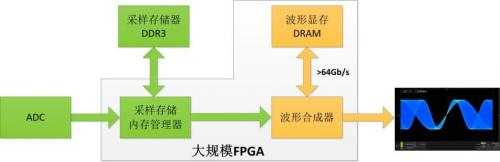 采样存储器
DDR3
波形显存
DRAM
>64Gb/s
ADC
采样存储
内存管理器
波形合成器
大规模FPGA